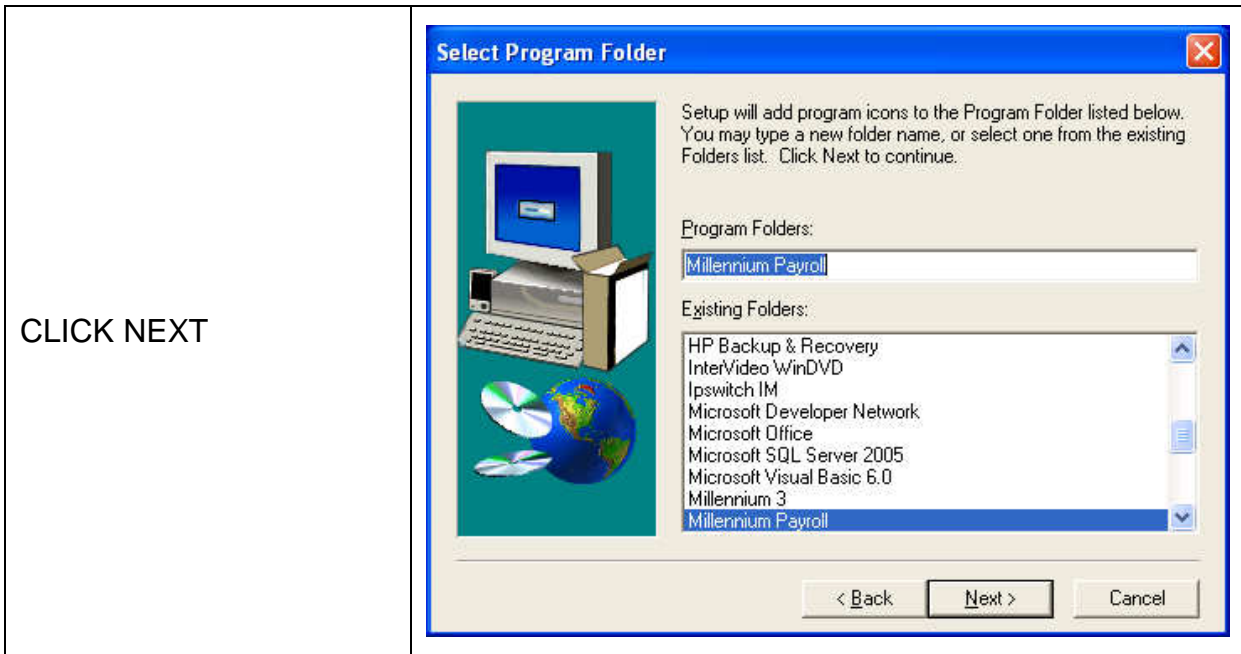 CLICK NEXT
Select Program Folder
Setup will add program icons to the Program Folder listed below.
You may type a new folder name, or select one from the existing
Folders list.  Click Next to continue.
Program Folders:
Millennium Payroll
Existing Folders:
HP Backup & Recovery
InterVideo WinDVD
Ipswitch IM
Microsoft Developer Network
Microsoft Office
Microsoft SQL Server 2005
Microsoft Visual Basic 6.0
Millennium 3
Millennium Payroll
< Back
Next >
Cancel